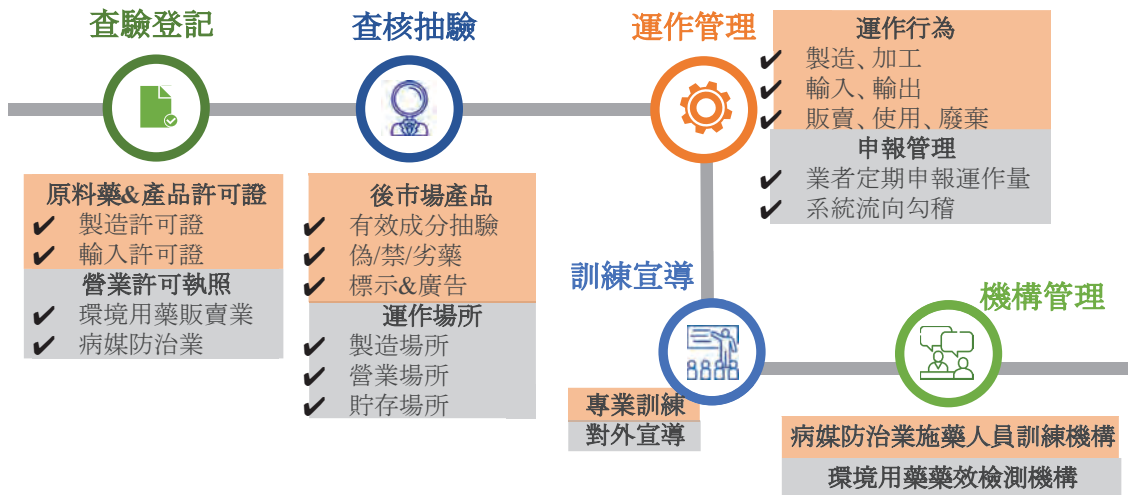 查驗登記
原料藥&產品許可證
✔ 製造許可證
✔ 輸入許可證
營業許可執照
✔ 環境用藥販賣業
✔ 病媒防治業
查核抽驗
後市場產品
✔ 有效成分抽驗
✔ 偽/禁/劣藥
✔ 標示&廣告
運作場所
✔ 製造場所
✔ 營業場所
✔ 貯存場所
運作管理
運作行為
✔ 製造、加工
✔ 輸入、輸出
✔ 販賣、使用、廢棄
申報管理
✔ 業者定期申報運作量
✔ 系統流向勾稽
訓練宣導
專業訓練
對外宣導
機構管理
病媒防治業施藥人員訓練機構
環境用藥藥效檢測機構